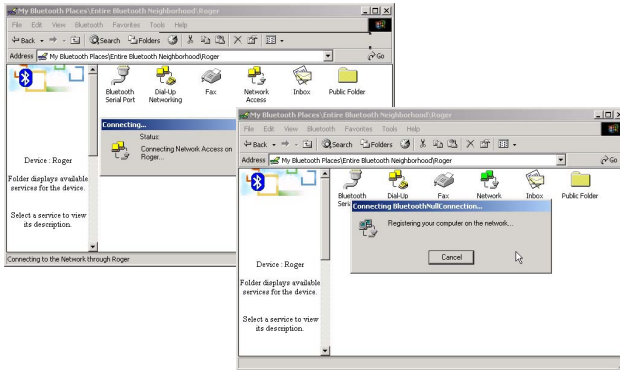 My Bluetooth Places\Entire Bluetooth Neighborhood\Roger
File Edit View Bluetooth Favorites Tools Help
Back Search Folders
Address My Bluetooth Places\Entire Bluetooth Neighborhood\Roger Go
Bluetooth Serial Port
Dial-Up Networking
Fax
Network Access
Inbox
Public Folder
Connecting...
Status:
Connecting Network Access on
Roger...
Device : Roger
Folder displays available
services for the device.
Select a service to view
its description.
Connecting to the Network through Roger
My Bluetooth Places\Entire Bluetooth Neighborhood\Roger
File Edit View Bluetooth Favorites Tools Help
Back Search Folders
Address My Bluetooth Places\Entire Bluetooth Neighborhood\Roger Go
Bluetooth
Dial-Up
Fax
Network
Inbox
Public Folder
Connecting BluetoothNullConnection...
Registering your computer on the network...
Cancel
Device : Roger
Folder displays available
services for the device.
Select a service to view
its description.